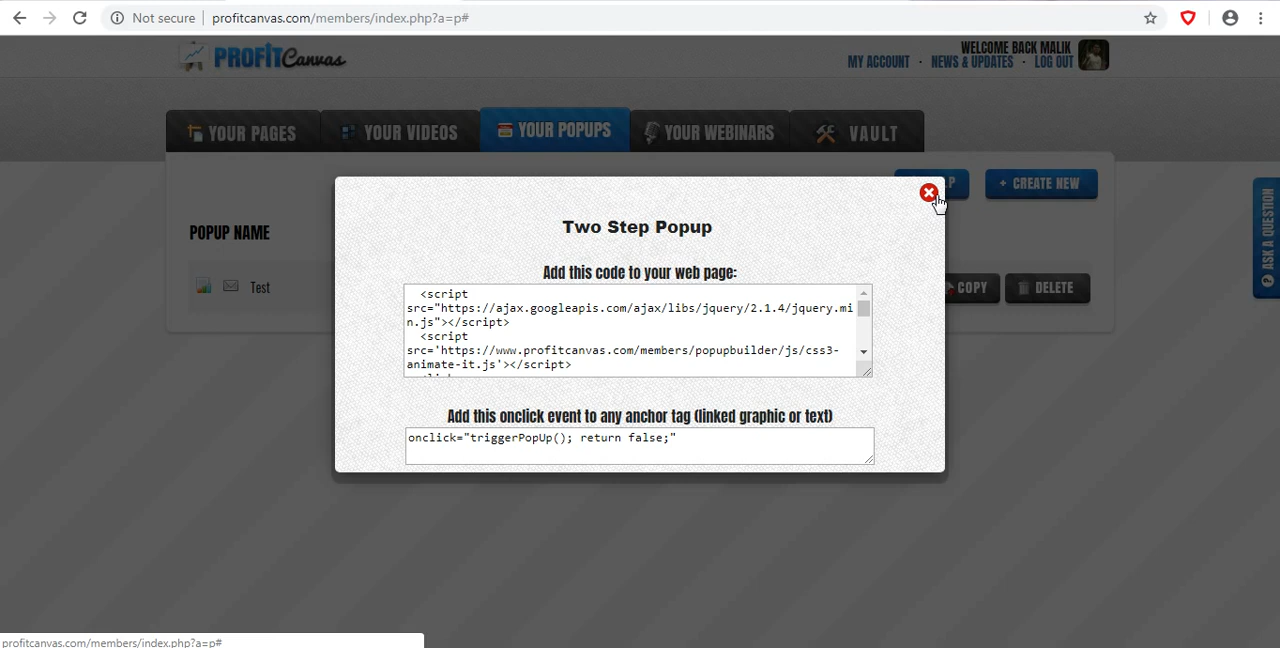 Not secure profitcanvas.com/members/index.php?a=p#
PROFITCanvas
WELCOME BACK MALIK
MY ACCOUNT · NEWS & UPDATES · LOG OUT
YOUR PAGES YOUR VIDEOS YOUR POPUPS YOUR WEBINARS VAULT
+ CREATE NEW
ASK A QUESTION
POPUP NAME
Test
COPY DELETE
Two Step Popup
Add this code to your web page:
<script
src="https://ajax.googleapis.com/ajax/libs/jquery/2.1.4/jquery.mi
n.js"></script>
<script
src='https://www.profitcanvas.com/members/popupbuilder/js/css3-
animate-it.js'></script>
Add this onclick event to any anchor tag (linked graphic or text)
onclick="triggerPopUp(); return false;"
profitcanvas.com/members/index.php?a=p#